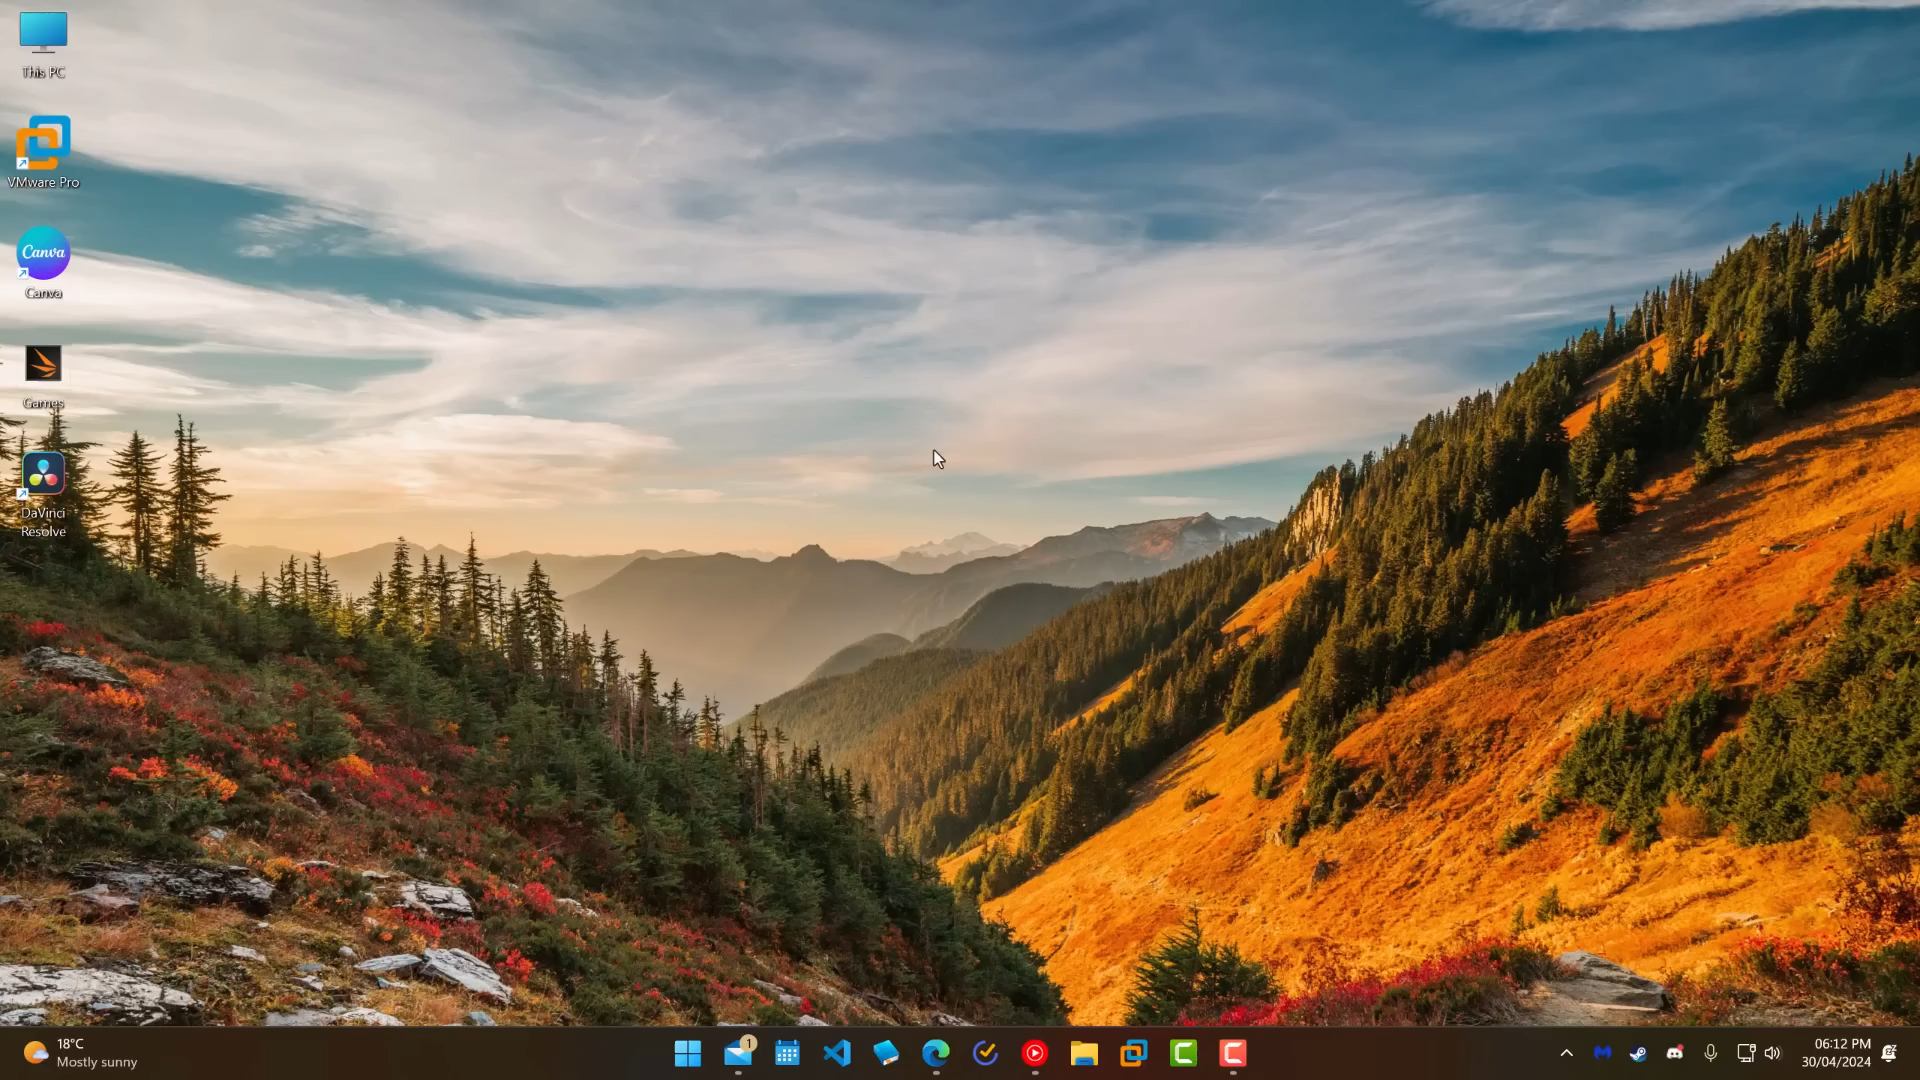 This PC
VMware Pro
Canva
Canva
Games
DaVinci
Resolve
18°C
Mostly sunny
1
06:12 PM
30/04/2024